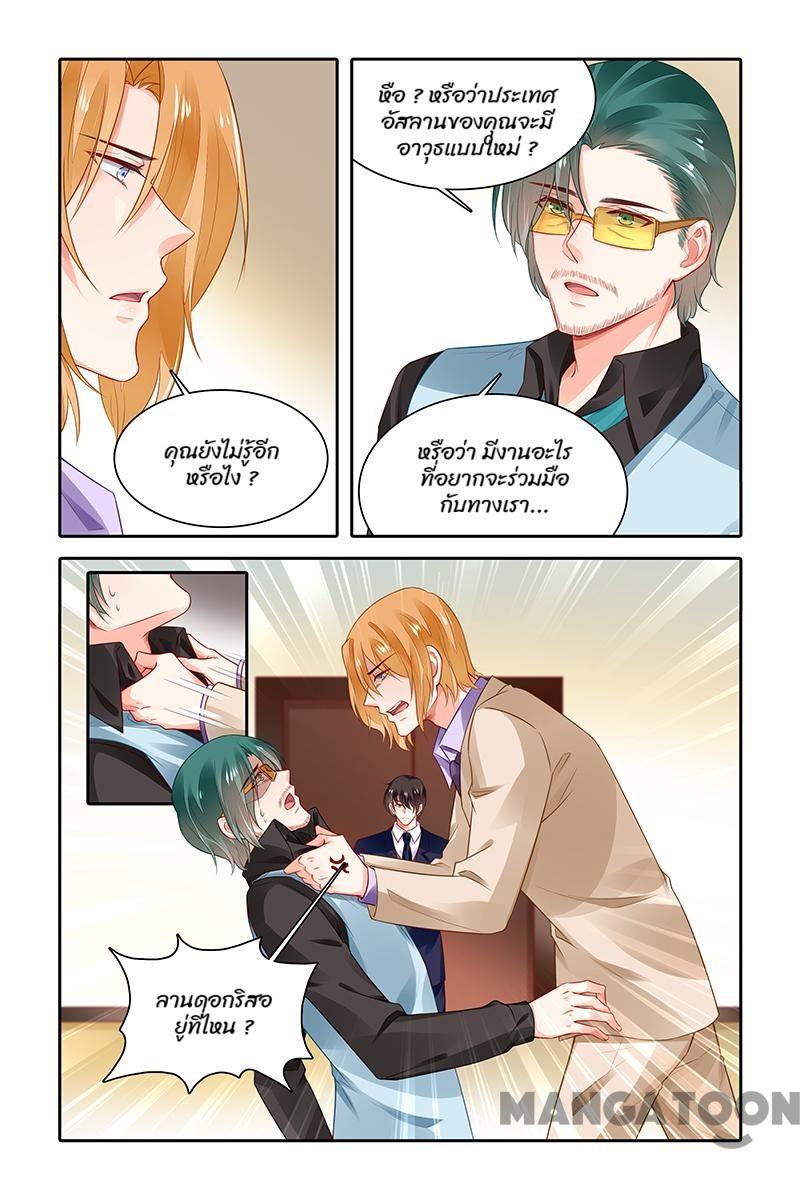 คุณยังไม่รู้อีก
หรือไง ?
หือ ? หรือว่าประเทศ
อัสลานของคุณจะมี
อาวุธแบบใหม่ ?
หรือว่า มีงานอะไร
ที่อยากจะร่วมมือ
กับทางเรา...
ลานดอกริสอ
ยู่ที่ไหน ?
MANGATOON